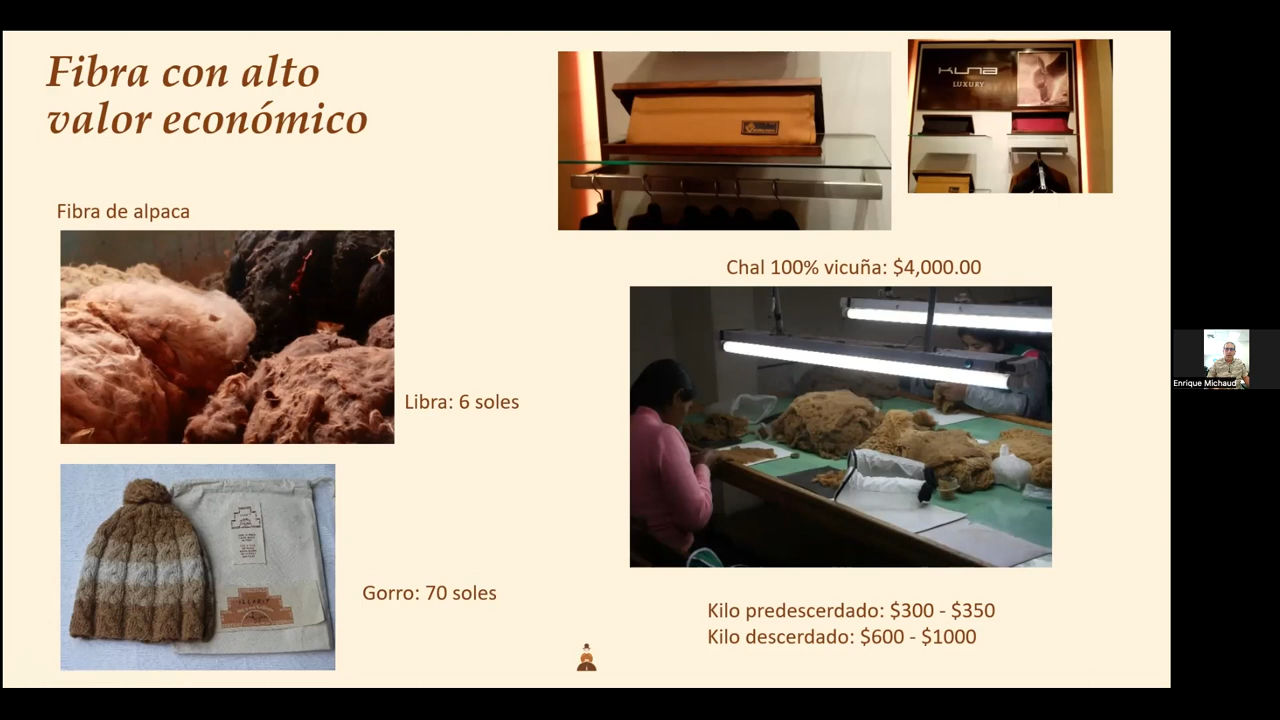 Fibra con alto
valor económico
KUNA
LUXURY
Fibra de alpaca
Chal 100% vicuña: $4,000.00
Libra: 6 soles
Gorro: 70 soles
Kilo predescerdado: $300 - $350
Kilo descerdado: $600 - $1000
Enrique Michaud